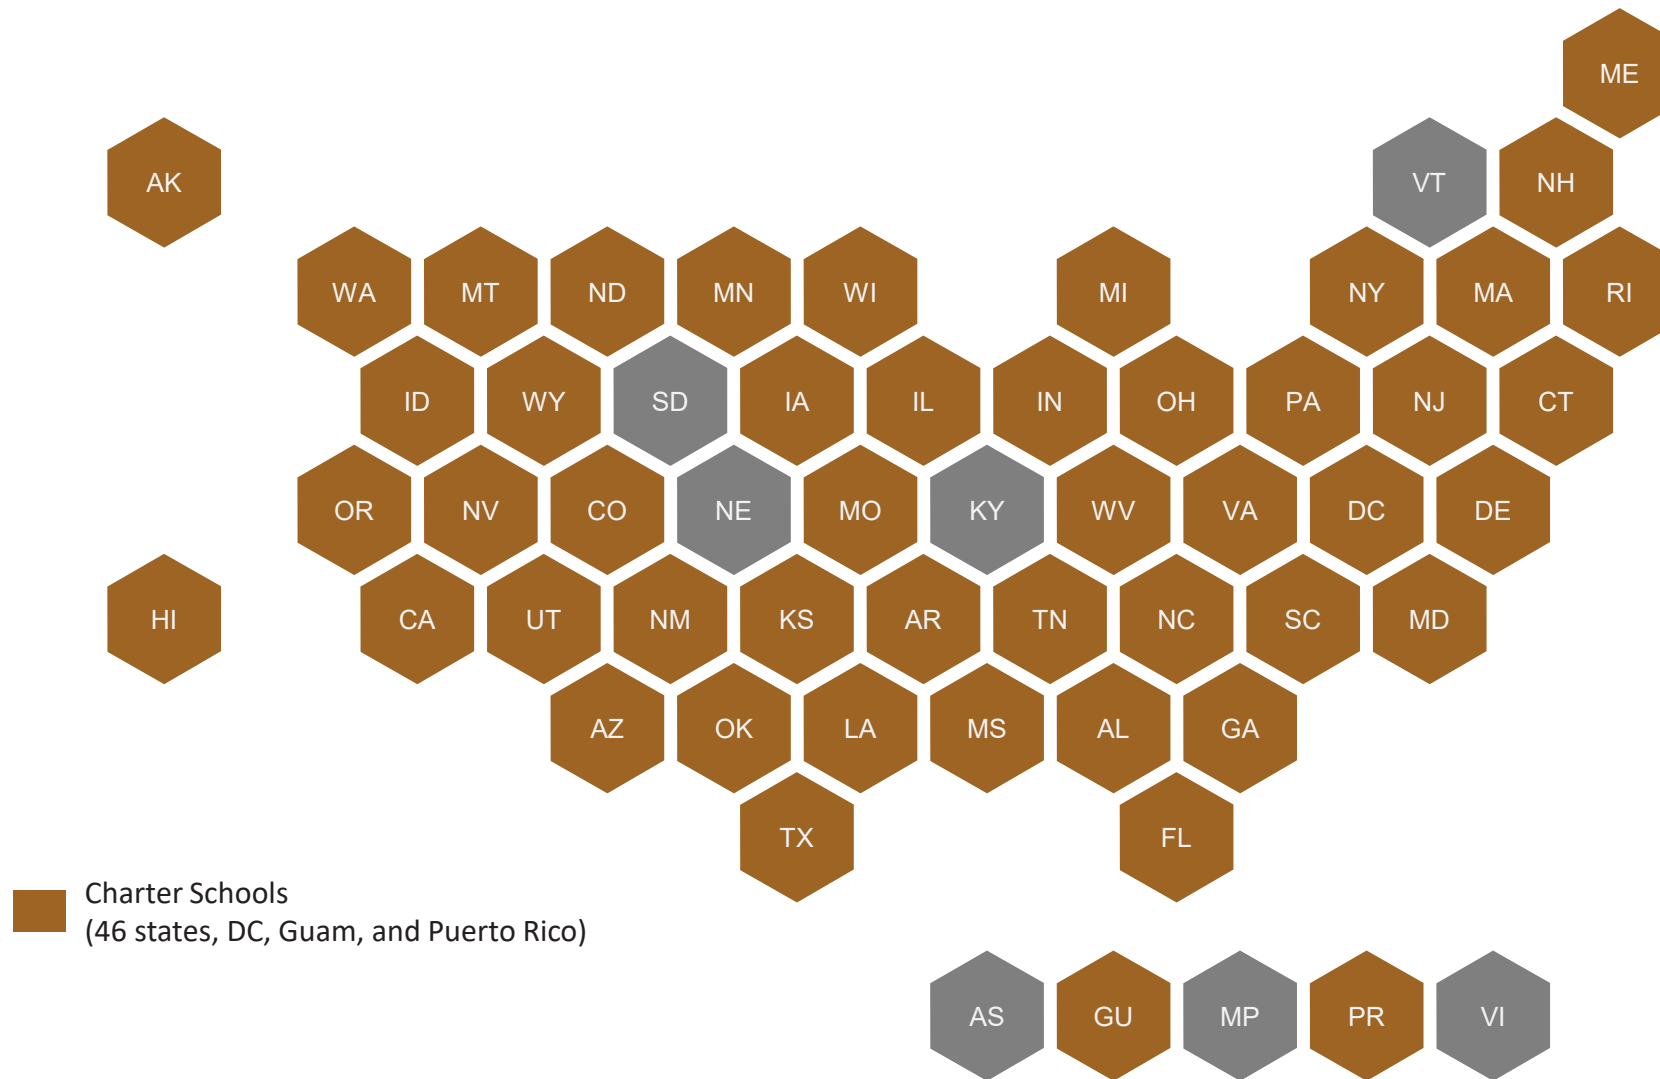 ME
AK
VT
NH
WA
MT
ND
MN
WI
MI
NY
MA
RI
ID
WY
SD
IA
IL
IN
OH
PA
NJ
CT
OR
NV
CO
NE
MO
KY
WV
VA
DC
DE
HI
CA
UT
NM
KS
AR
TN
NC
SC
MD
AZ
OK
LA
MS
AL
GA
TX
FL
Charter Schools
(46 states, DC, Guam, and Puerto Rico)
AS
GU
MP
PR
VI